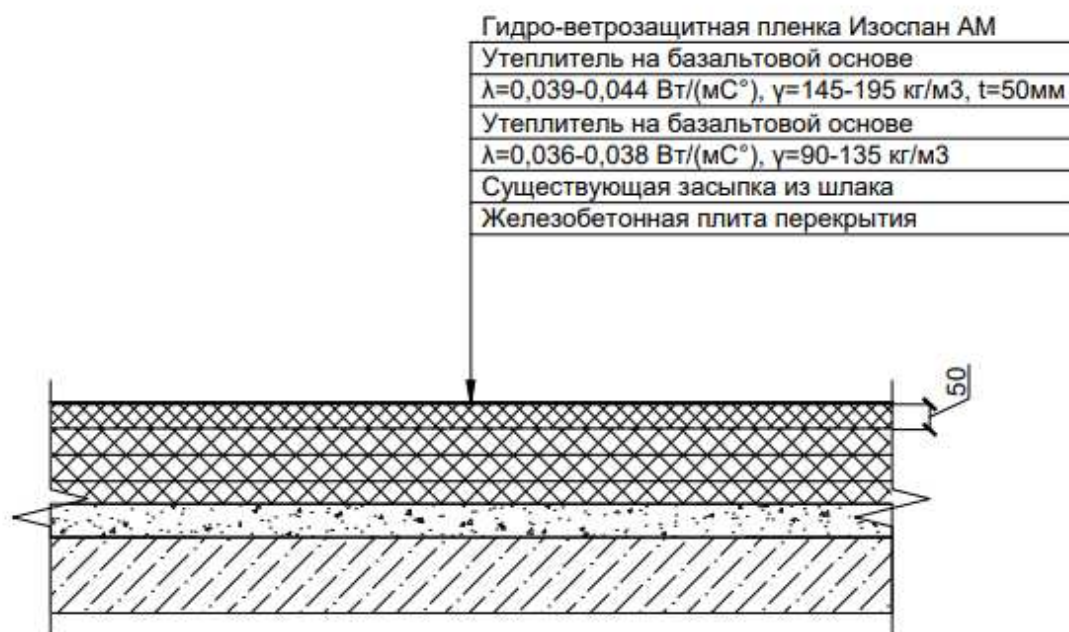 Гидро-ветрозащитная пленка Изоспан АМ
Утеплитель на базальтовой основе
λ=0,039-0,044 Вт/(мС°), γ=145-195 кг/м3, t=50мм
Утеплитель на базальтовой основе
λ=0,036-0,038 Вт/(мС°), γ=90-135 кг/м3
Существующая засыпка из шлака
Железобетонная плита перекрытия
50